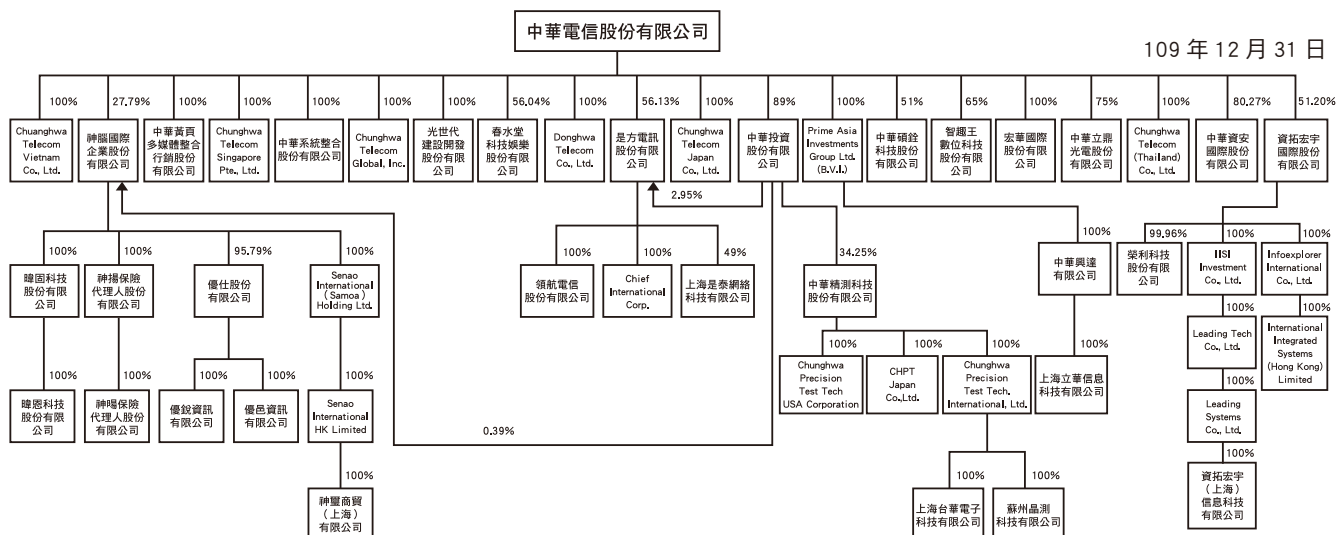 中華電信股份有限公司
109 年 12 月 31 日
100%
27.79%
100%
100%
100%
100%
100%
56.04%
100%
56.13%
100%
89%
100%
51%
65%
100%
75%
100%
80.27%
51.20%
Chuanghwa
Telecom
Vietnam
Co., Ltd.
神腦國際
企業股份
有限公司
中華黃頁
多媒體整合
行銷股份
有限公司
Chunghwa
Telecom
Singapore
Pte., Ltd.
中華系統整合
股份有限公司
Chunghwa
Telecom
Global, Inc.
光世代
建設開發
股份有限公司
春水堂
科技娛樂
股份有限公司
Donghwa
Telecom
Co., Ltd.
是方電訊
股份有限
公司
Chunghwa
Telecom
Japan
Co., Ltd.
中華投資
股份有限
公司
Prime Asia
Investments
Group Ltd.
(B.V.I.)
中華碩銓
科技股份
有限公司
智趣王
數位科技
股份有限
公司
宏華國際
股份有限
公司
中華立鼎
光電股份
有限公司
Chunghwa
Telecom
(Thailand)
Co., Ltd.
中華資安
國際股份
有限公司
資拓宏宇
國際股份有限
公司
2.95%
100%
100%
95.79%
100%
100%
100%
49%
34.25%
100%
99.96%
100%
100%
暐固科技
股份有限
公司
神揚保險
代理人股份
有限公司
優仕股份
有限公司
Senao
International
(Samoa)
Holding Ltd.
領航電信
股份有限公司
Chief
International
Corp.
上海是泰網絡
科技有限公司
中華精測科技
股份有限公司
中華興達
有限公司
榮利科技
股份有限
公司
IISI
Investment
Co., Ltd.
Infoexplorer
International
Co., Ltd.
100%
100%
100%
100%
100%
100%
100%
100%
100%
100%
100%
暐恩科技
股份有限
公司
神暘保險
代理人股份
有限公司
優銳資訊
有限公司
優邑資訊
有限公司
Senao
International
HK Limited
Chunghwa
Precision
Test Tech
USA Corporation
CHPT
Japan
Co.,Ltd.
Chunghwa
Precision
Test Tech.
International, Ltd.
上海立華信息
科技有限公司
Leading Tech
Co., Ltd.
International
Integrated
Systems
(Hong Kong)
Limited
0.39%
100%
Leading
Systems
Co., Ltd.
100%
100%
100%
100%
神璽商貿
(上海)
有限公司
上海台華電子
科技有限公司
蘇州晶測
科技有限公司
資拓宏宇
(上海)
信息科技
有限公司